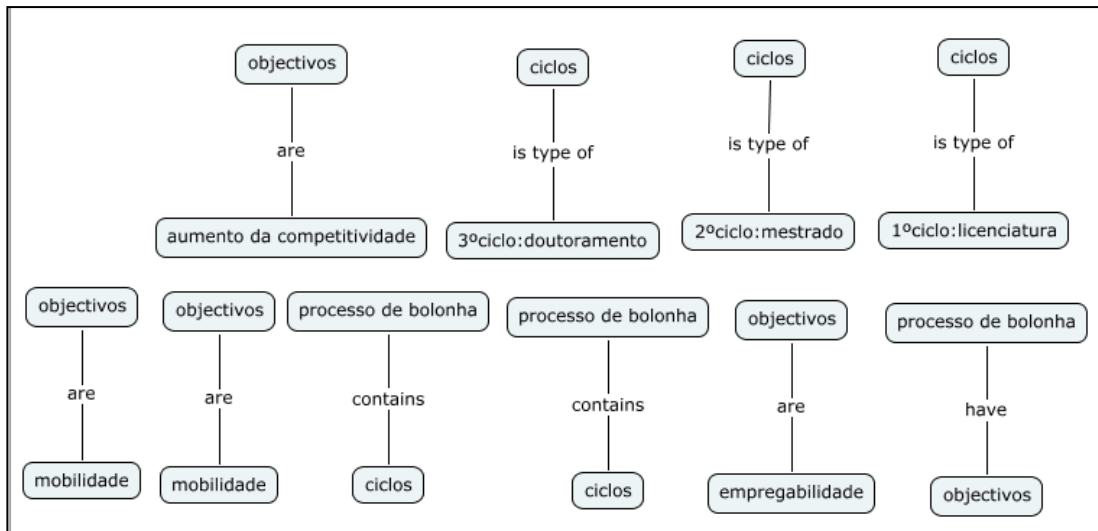 objectivos
are
aumento da competitividade
ciclos
is type of
3ºciclo:doutoramento
ciclos
is type of
2ºciclo:mestrado
ciclos
is type of
1ºciclo:licenciatura
objectivos
are
mobilidade
objectivos
are
mobilidade
processo de bolonha
contains
ciclos
processo de bolonha
contains
ciclos
objectivos
are
empregabilidade
processo de bolonha
have
objectivos